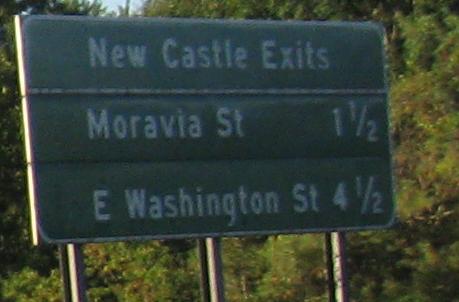 New Castle Exits
Moravia St 1 1/2
E Washington St 4 1/2